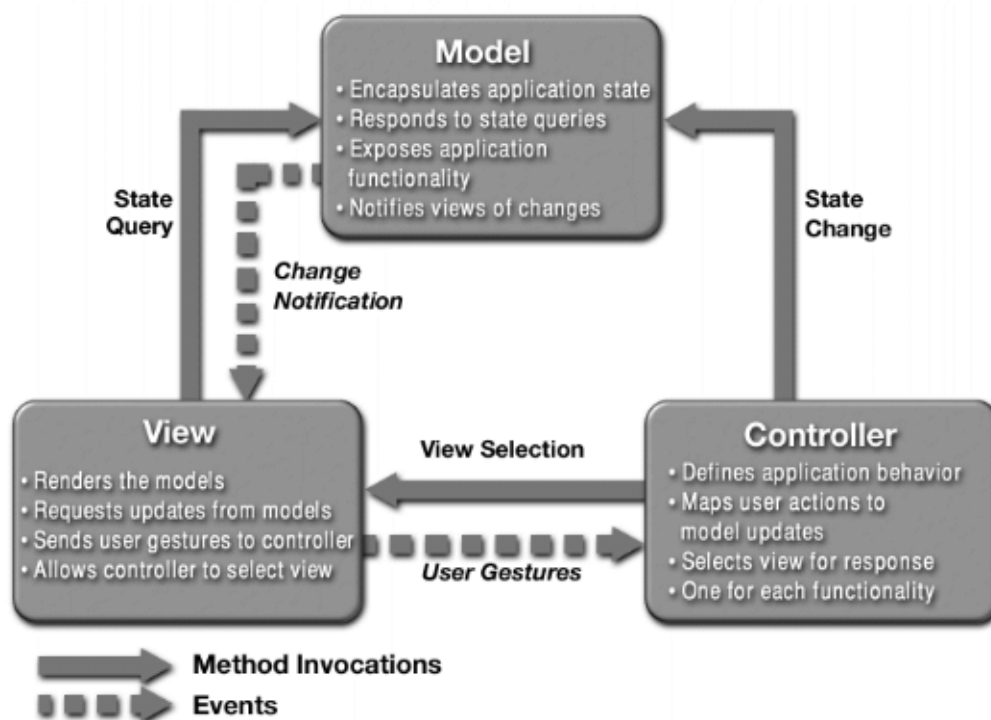 Model
• Encapsulates application state
• Responds to state queries
• Exposes application
functionality
• Notifies views of changes
State
Query
State
Change
Change
Notification
View
• Renders the models
• Requests updates from models
• Sends user gestures to controller
• Allows controller to select view
View Selection
User Gestures
Controller
• Defines application behavior
• Maps user actions to
model updates
• Selects view for response
• One for each functionality
Method Invocations
Events